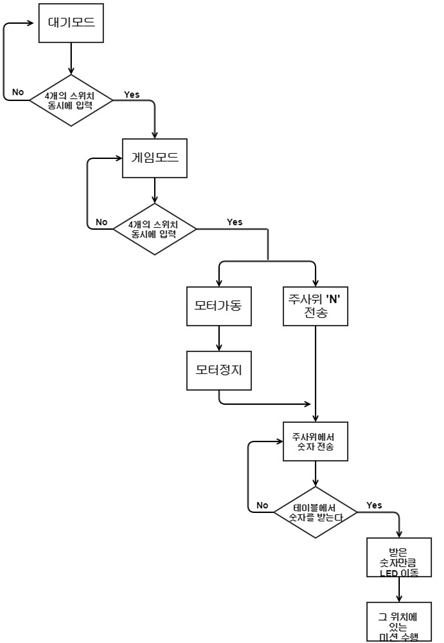 대기모드
4개의 스위치
동시에 입력
No
Yes
게임모드
4개의 스위치
동시에 입력
No
Yes
모터가동
주사위 'N'
전송
모터정지
주사위에서
숫자 전송
테이블에서
숫자를 받는다
No
Yes
받은
숫자만큼
LED 이동
그 위치에
있는
미션 수행